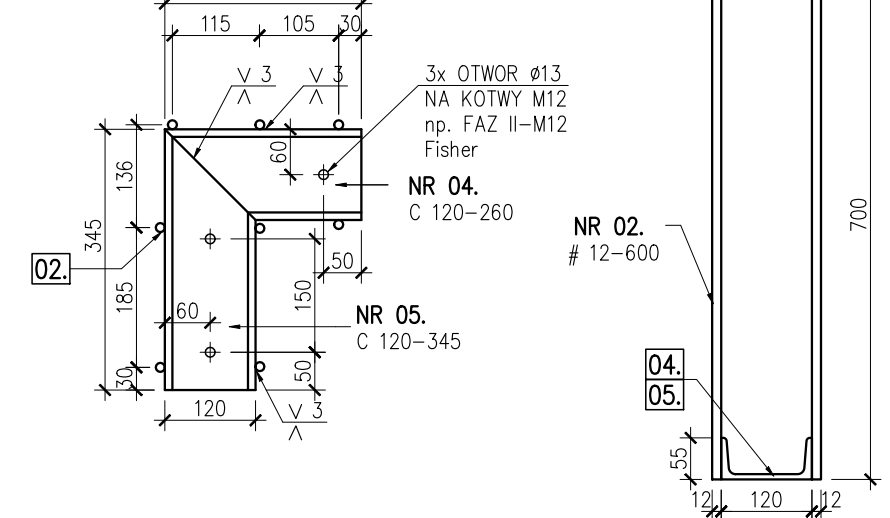 115
105
30
V 3
V 3
Λ
Λ
3x OTWOR ø13
NA KOTWY M12
np. FAZ II-M12
Fisher
60
136
345
NR 04.
C 120-260
02.
50
185
60
150
NR 05.
C 120-345
30
50
120
V 3
Λ
NR 02.
# 12-600
700
04.
05.
55
12
120
12